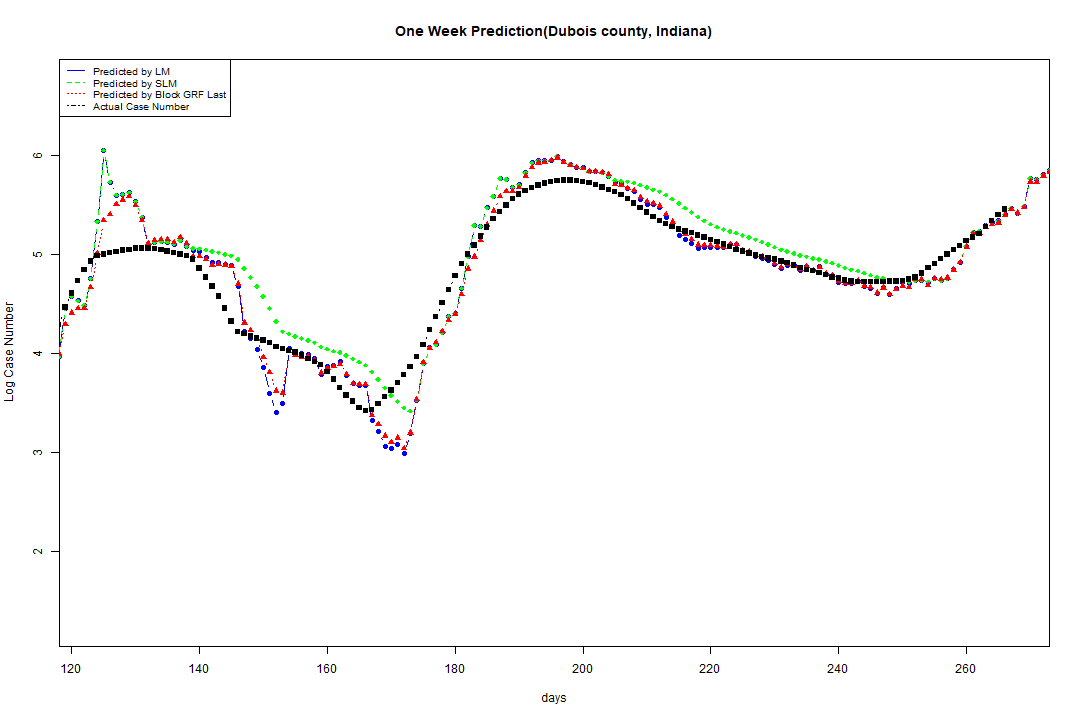 One Week Prediction(Dubois county, Indiana)
Predicted by LM
Predicted by SLM
Predicted by Block GRF Last
Actual Case Number
6
5
4
3
2
Log Case Number
120 140 160 180 200 220 240 260
days